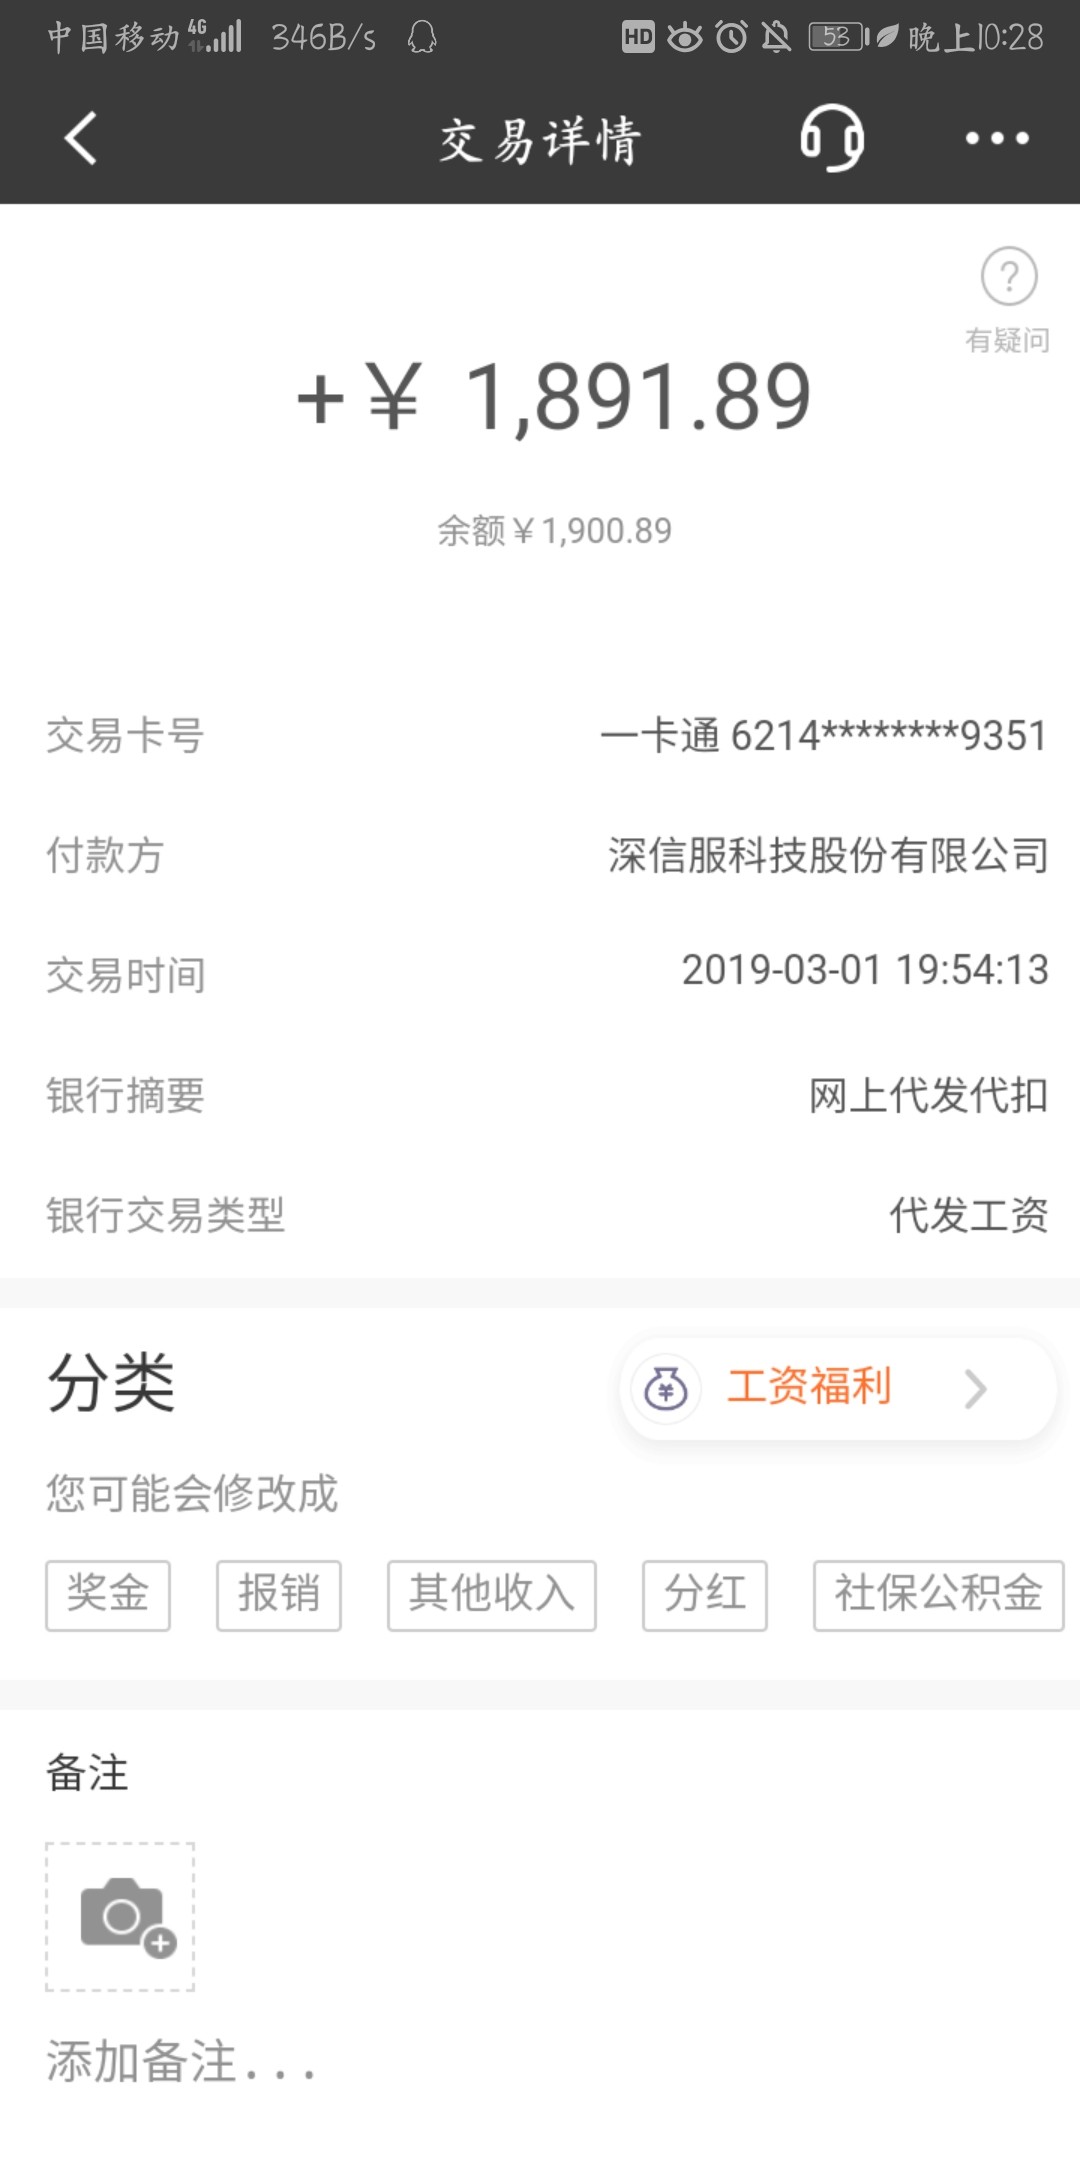 中国移动 4G 346B/s HD 53 晚上10:28
交易详情
?
有疑问
+￥ 1,891.89
余额￥1,900.89
交易卡号 一卡通 6214********9351
付款方 深信服科技股份有限公司
交易时间 2019-03-01 19:54:13
银行摘要 网上代发代扣
银行交易类型 代发工资
分类 ¥ 工资福利
您可能会修改成
奖金 报销 其他收入 分红 社保公积金
备注
添加备注...